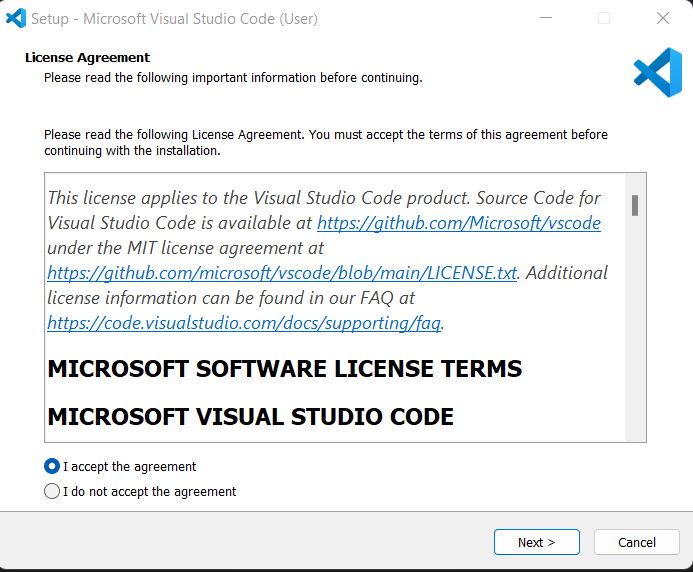 Setup - Microsoft Visual Studio Code (User)
License Agreement
Please read the following important information before continuing.
Please read the following License Agreement. You must accept the terms of this agreement before
continuing with the installation.
This license applies to the Visual Studio Code product. Source Code for
Visual Studio Code is available at https://github.com/Microsoft/vscode
under the MIT license agreement at
https://github.com/microsoft/vscode/blob/main/LICENSE.txt. Additional
license information can be found in our FAQ at
https://code.visualstudio.com/docs/supporting/faq.
MICROSOFT SOFTWARE LICENSE TERMS
MICROSOFT VISUAL STUDIO CODE
I accept the agreement
I do not accept the agreement
Next > Cancel